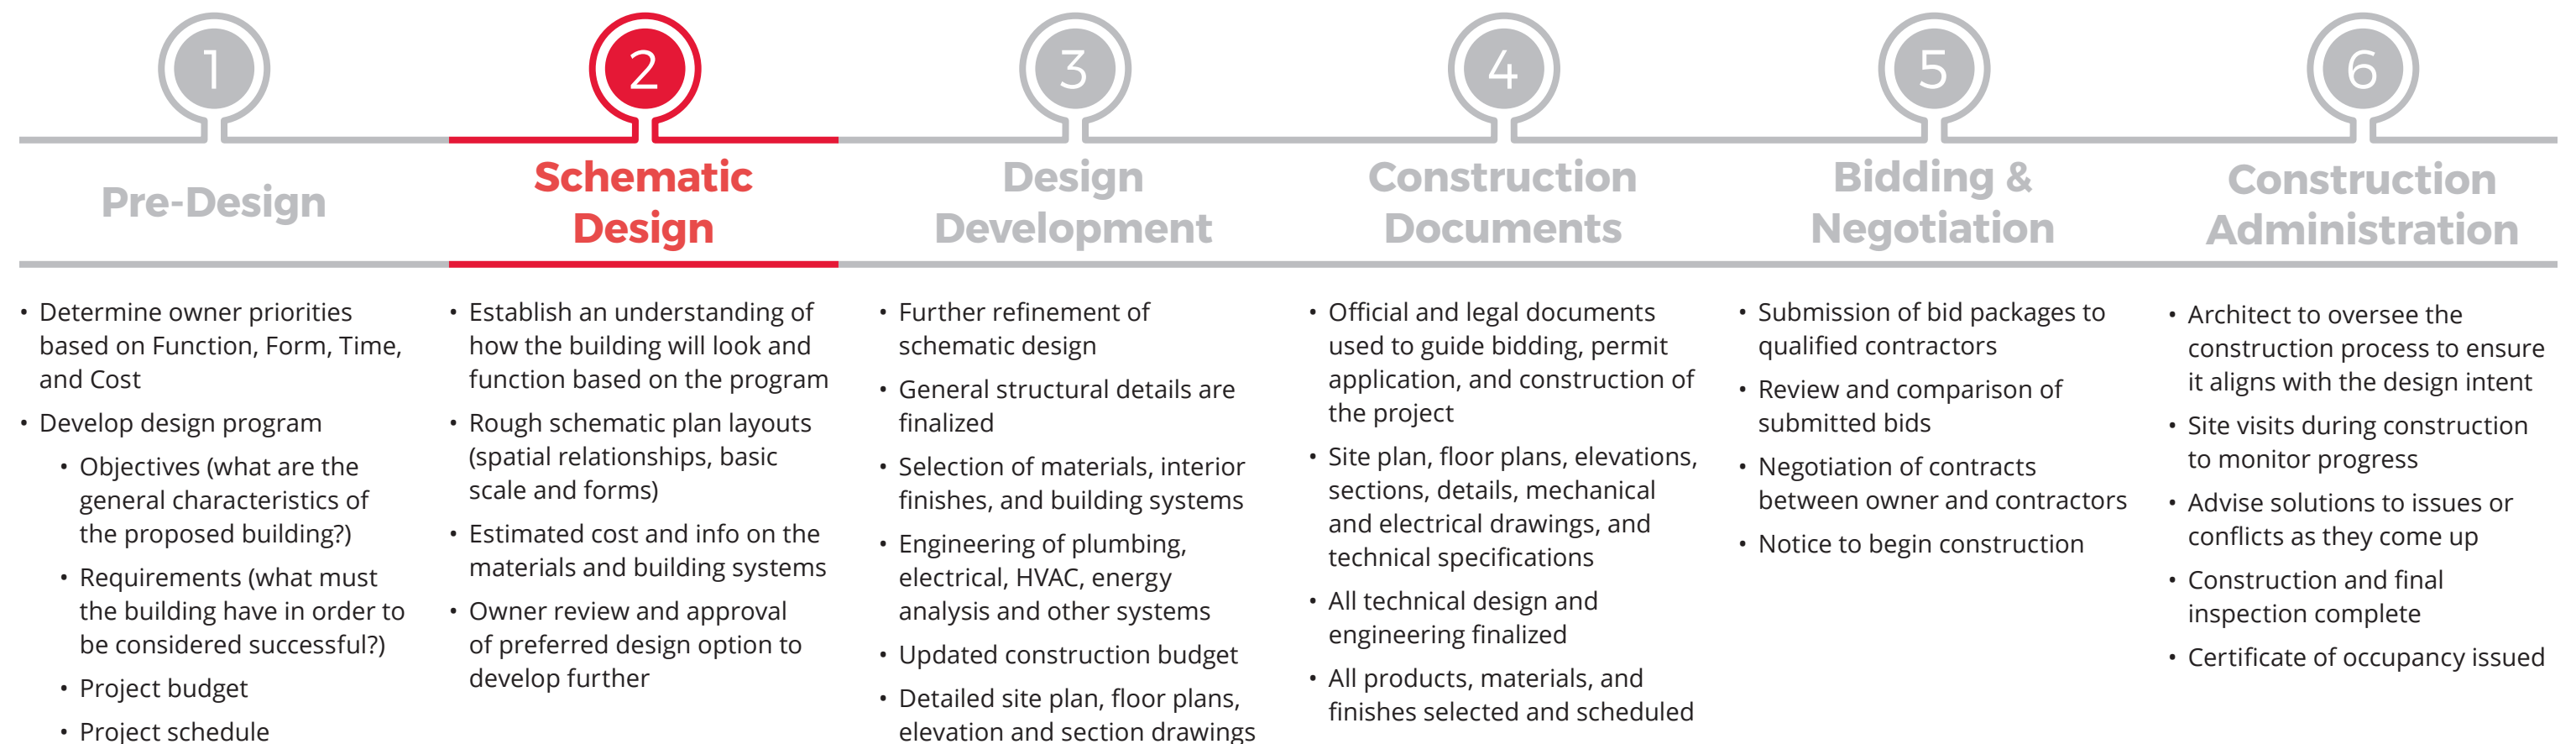 1
Pre-Design
• Determine owner priorities
based on Function, Form, Time,
and Cost
• Develop design program
• Objectives (what are the
general characteristics of
the proposed building?)
• Requirements (what must
the building have in order to
be considered successful?)
• Project budget
• Project schedule
2
Schematic
Design
• Establish an understanding of
how the building will look and
function based on the program
• Rough schematic plan layouts
(spatial relationships, basic
scale and forms)
• Estimated cost and info on the
materials and building systems
• Owner review and approval
of preferred design option to
develop further
3
Design
Development
• Further refinement of
schematic design
• General structural details are
finalized
• Selection of materials, interior
finishes, and building systems
• Engineering of plumbing,
electrical, HVAC, energy
analysis and other systems
• Updated construction budget
• Detailed site plan, floor plans,
elevation and section drawings
4
Construction
Documents
• Official and legal documents
used to guide bidding, permit
application, and construction of
the project
• Site plan, floor plans, elevations,
sections, details, mechanical
and electrical drawings, and
technical specifications
• All technical design and
engineering finalized
• All products, materials, and
finishes selected and scheduled
5
Bidding &
Negotiation
• Submission of bid packages to
qualified contractors
• Review and comparison of
submitted bids
• Negotiation of contracts
between owner and contractors
• Notice to begin construction
6
Construction
Administration
• Architect to oversee the
construction process to ensure
it aligns with the design intent
• Site visits during construction
to monitor progress
• Advise solutions to issues or
conflicts as they come up
• Construction and final
inspection complete
• Certificate of occupancy issued